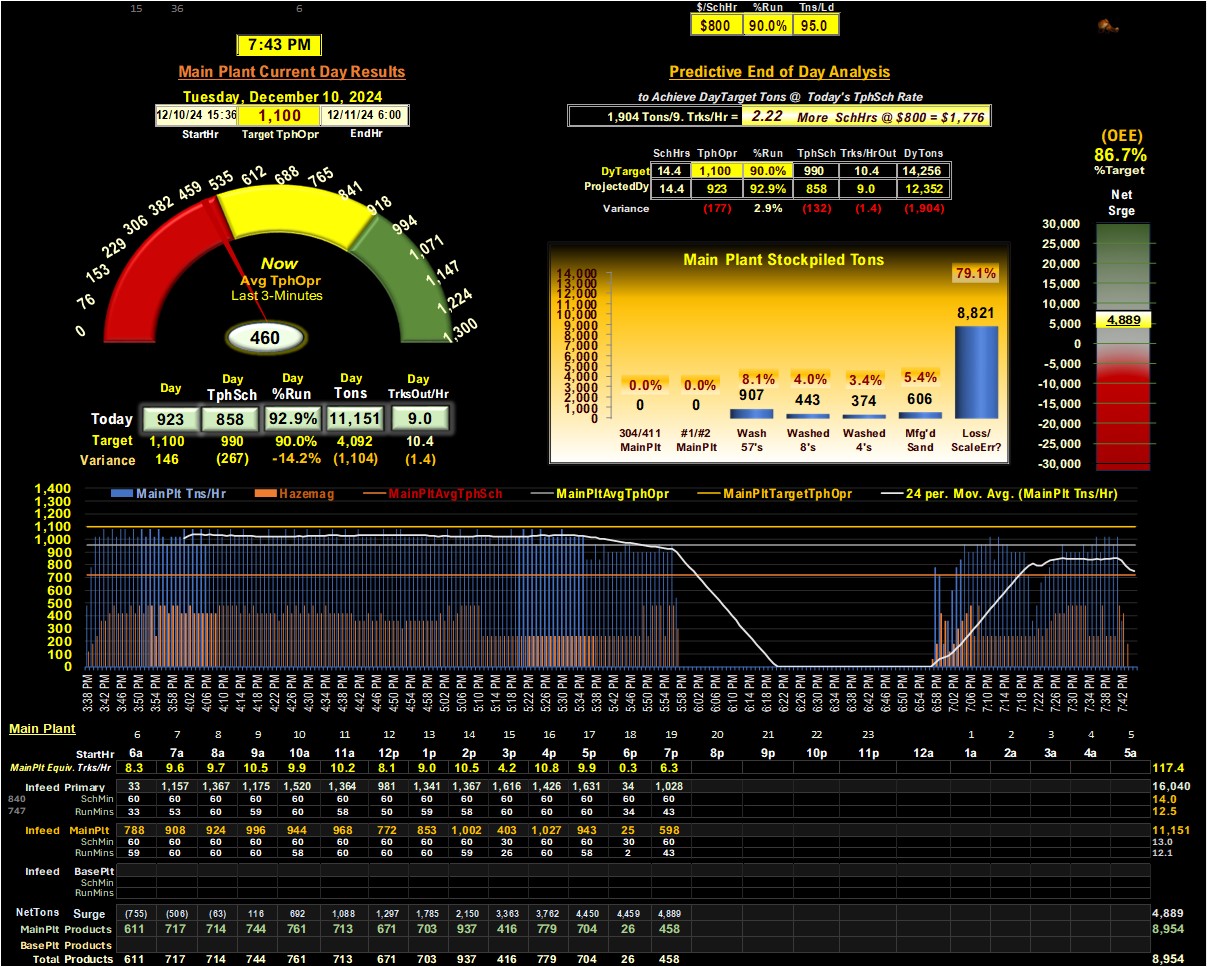 15 36 6
$/SchHr %Run Tns/Ld
$800 90.0% 95.0
7:43 PM
Main Plant Current Day Results
Tuesday, December 10, 2024
12/10/24 15:36 1,100 12/11/24 6:00
StartHr Target TphOpr EndHr
0 76 153 229 306 382 459 535 612 688 765 841 918 994 1,071 1,147 1,224 1,300
Now
Avg TphOpr
Last 3-Minutes
460
Day Day Day Day Day
TphSch %Run Tons TrksOut/Hr
Today 923 858 92.9% 11,151 9.0
Target 1,100 990 90.0% 4,092 10.4
Variance 146 (267) -14.2% (1,104) (1.4)
Predictive End of Day Analysis
to Achieve DayTarget Tons @ Today's TphSch Rate
1,904 Tons/9. Trks/Hr = 2.22 More SchHrs @ $800 = $1,776
SchHrs TphOpr %Run TphSch Trks/HrOut DyTons
DyTarget 14.4 1,100 90.0% 990 10.4 14,256
ProjectedDy 14.4 923 92.9% 858 9.0 12,352
Variance (177) 2.9% (132) (1.4) (1,904)
Main Plant Stockpiled Tons
14,000
13,000
12,000
11,000
10,000
9,000
8,000
7,000
6,000
5,000
4,000
3,000
2,000
1,000
0
0.0% 0.0% 8.1% 4.0% 3.4% 5.4% 79.1%
0 0 907 443 374 606 8,821
304/411 #1/#2 Wash Washed Washed Mfg'd Loss/
MainPlt MainPlt 57's 8's 4's Sand ScaleErr?
(OEE)
86.7%
%Target
Net
Srge
30,000
25,000
20,000
15,000
10,000
5,000
0
-5,000
-10,000
-15,000
-20,000
-25,000
-30,000
4,889
MainPlt Tns/Hr Hazemag MainPltAvgTphSch MainPltAvgTphOpr MainPltTargetTphOpr 24 per. Mov. Avg. (MainPlt Tns/Hr)
1,400
1,300
1,200
1,100
1,000
900
800
700
600
500
400
300
200
100
0
3:38 PM 3:42 PM 3:46 PM 3:50 PM 3:54 PM 3:58 PM 4:02 PM 4:06 PM 4:10 PM 4:14 PM 4:18 PM 4:22 PM 4:26 PM 4:30 PM 4:34 PM 4:38 PM 4:42 PM 4:46 PM 4:50 PM 4:54 PM 4:58 PM 5:02 PM 5:06 PM 5:10 PM 5:14 PM 5:18 PM 5:22 PM 5:26 PM 5:30 PM 5:34 PM 5:38 PM 5:42 PM 5:46 PM 5:50 PM 5:54 PM 5:58 PM 6:02 PM 6:06 PM 6:10 PM 6:14 PM 6:18 PM 6:22 PM 6:26 PM 6:30 PM 6:34 PM 6:38 PM 6:42 PM 6:46 PM 6:50 PM 6:54 PM 6:58 PM 7:02 PM 7:06 PM 7:10 PM 7:14 PM 7:18 PM 7:22 PM 7:26 PM 7:30 PM 7:34 PM 7:38 PM 7:42 PM
Main Plant
6 7 8 9 10 11 12 13 14 15 16 17 18 19 20 21 22 23 1 2 3 4 5
StartHr 6a 7a 8a 9a 10a 11a 12p 1p 2p 3p 4p 5p 6p 7p 8p 9p 10p 11p 12a 1a 2a 3a 4a 5a
MainPlt Equiv. Trks/Hr 8.3 9.6 9.7 10.5 9.9 10.2 8.1 9.0 10.5 4.2 10.8 9.9 0.3 6.3 117.4
Infeed Primary 33 1,157 1,367 1,175 1,520 1,364 981 1,341 1,367 1,616 1,426 1,631 34 1,028 16,040
840 SchMin 60 60 60 60 60 60 60 60 60 60 60 60 60 60 14.0
747 RunMins 33 53 60 59 60 58 50 59 58 60 60 60 34 43 12.5
Infeed MainPlt 788 908 924 996 944 968 772 853 1,002 403 1,027 943 25 598 11,151
SchMin 60 60 60 60 60 60 60 60 60 30 60 60 30 60 13.0
RunMins 59 60 60 60 58 60 60 60 59 26 60 58 2 43 12.1
Infeed BasePlt
SchMin
RunMins
NetTons Surge (755) (506) (63) 116 692 1,088 1,297 1,785 2,150 3,363 3,762 4,450 4,459 4,889 4,889
MainPlt Products 611 717 714 744 761 713 671 703 937 416 779 704 26 458 8,954
BasePlt Products
Total Products 611 717 714 744 761 713 671 703 937 416 779 704 26 458 8,954